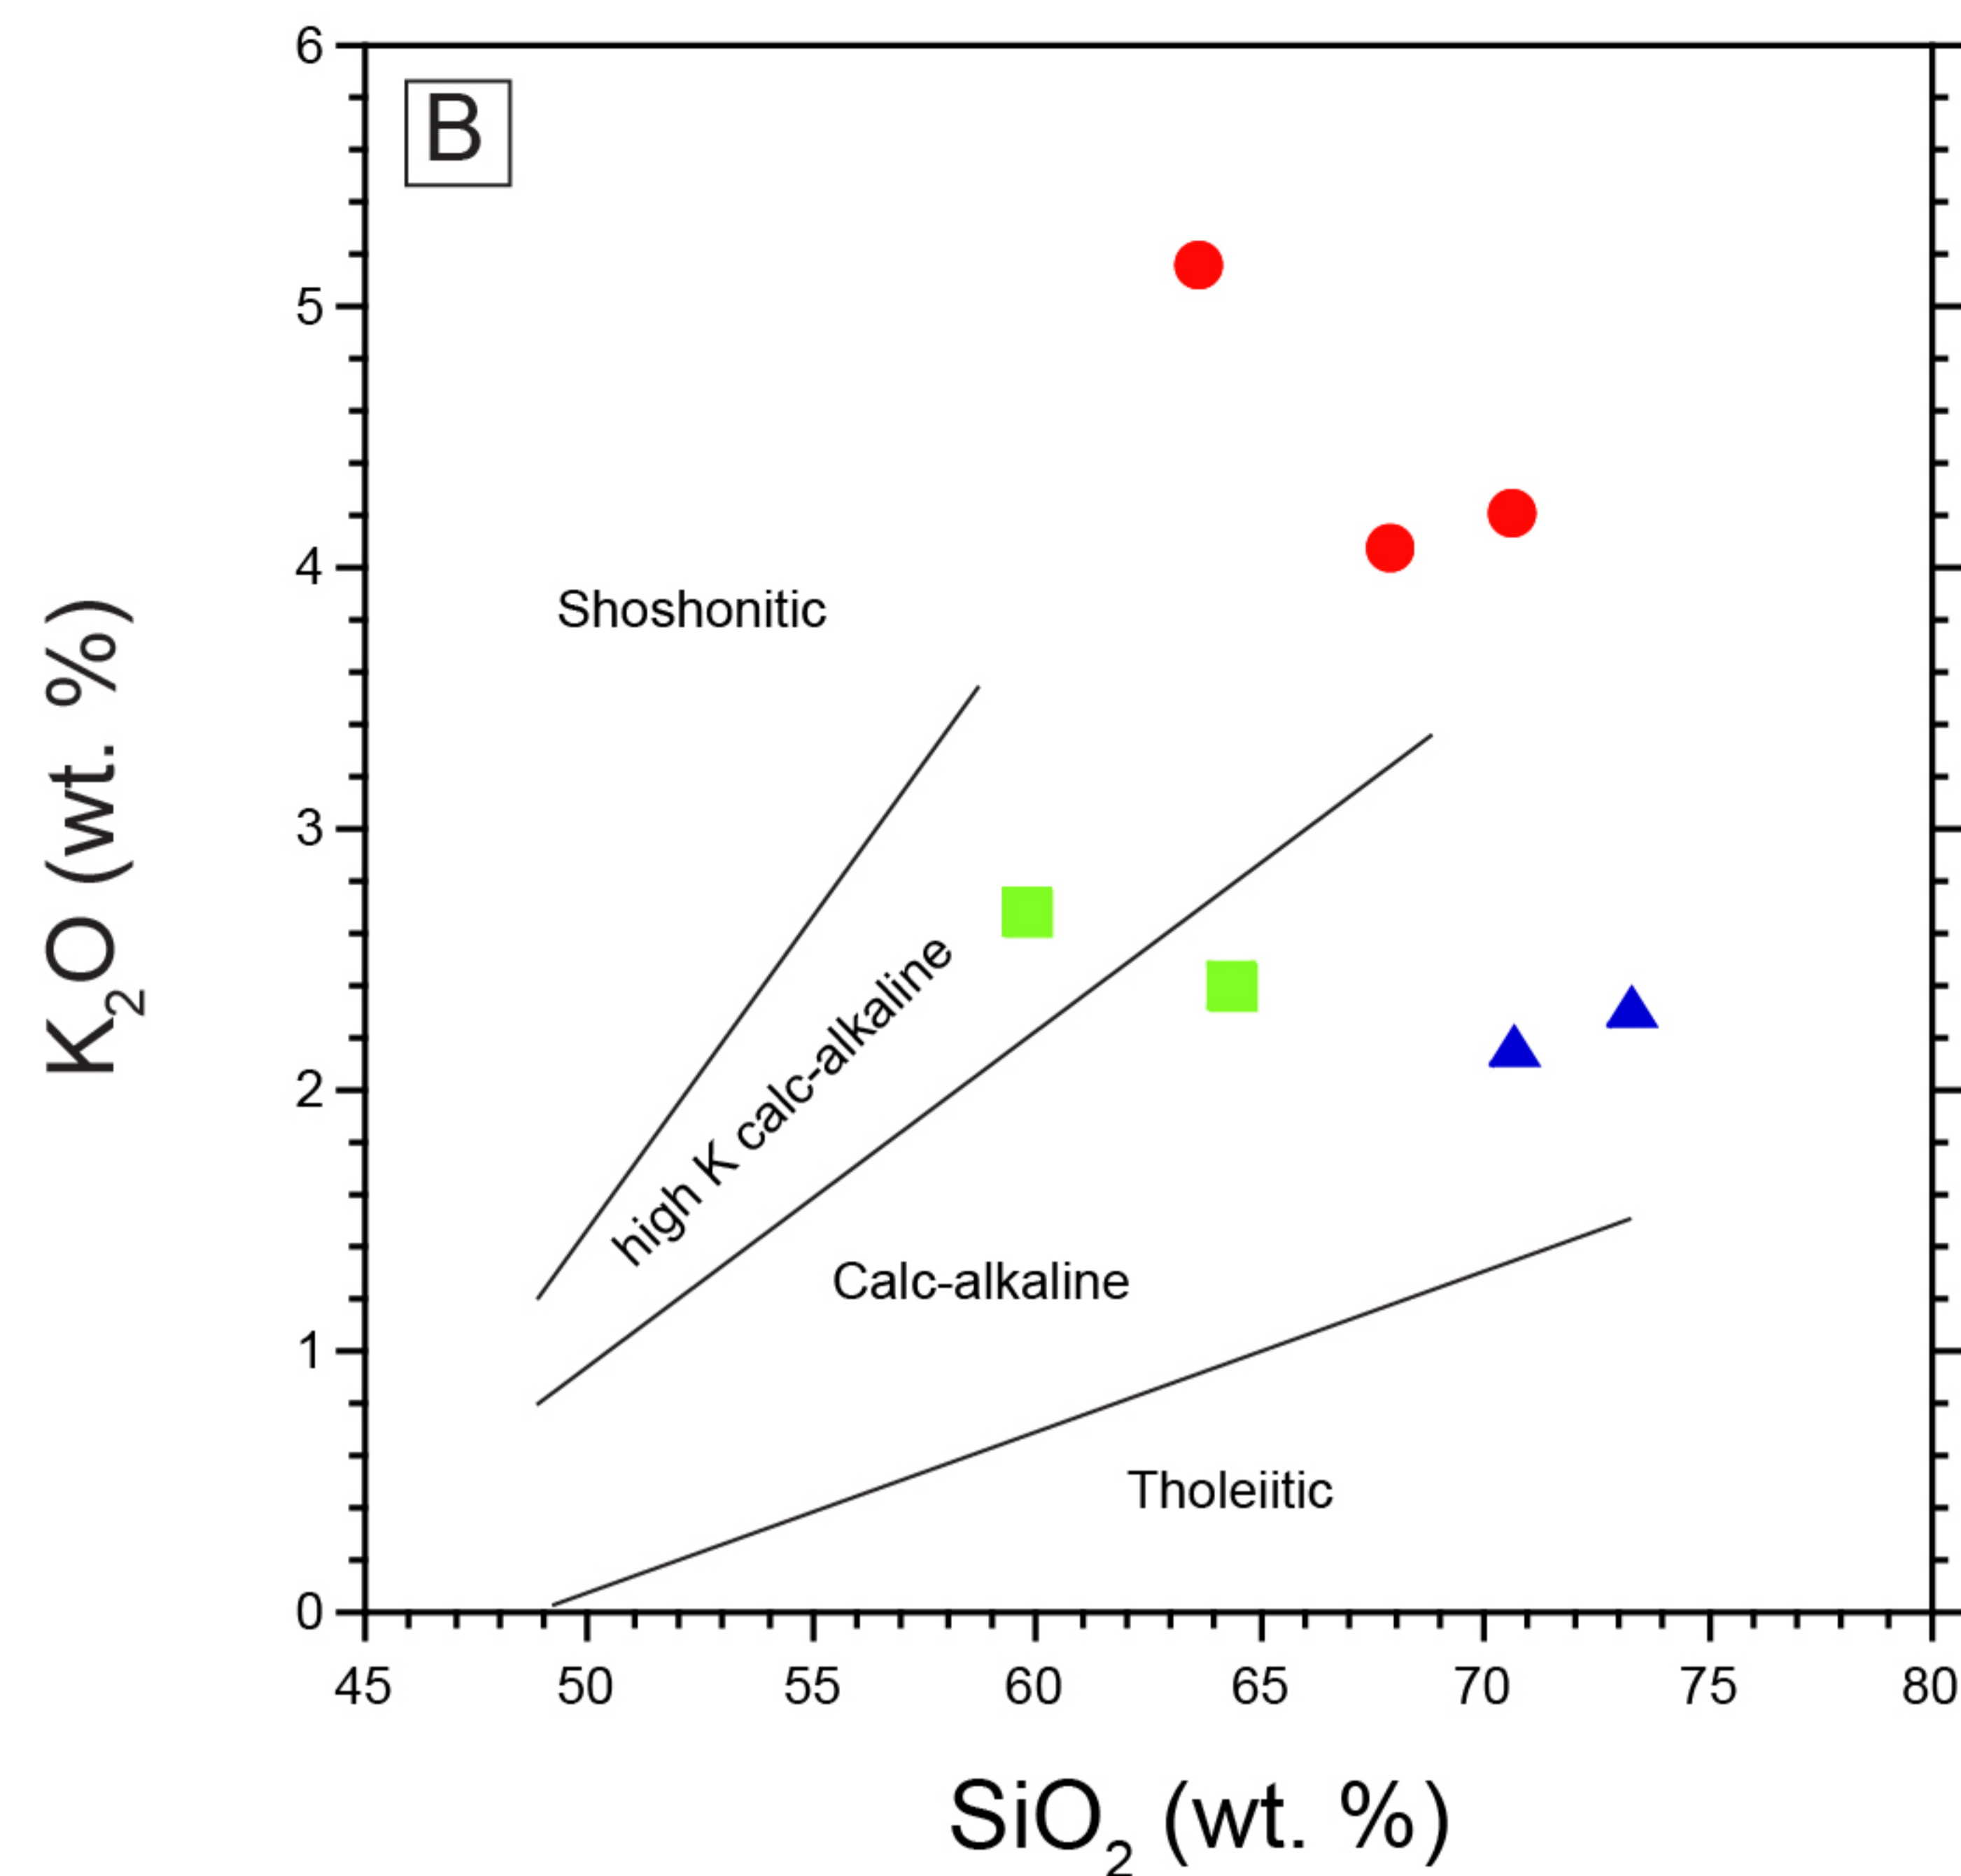 B
6
5
4
3
2
1
0
K₂O (wt. %)
Shoshonitic
high K calc-alkaline
Calc-alkaline
Tholeiitic
45 50 55 60 65 70 75 80
SiO₂ (wt. %)